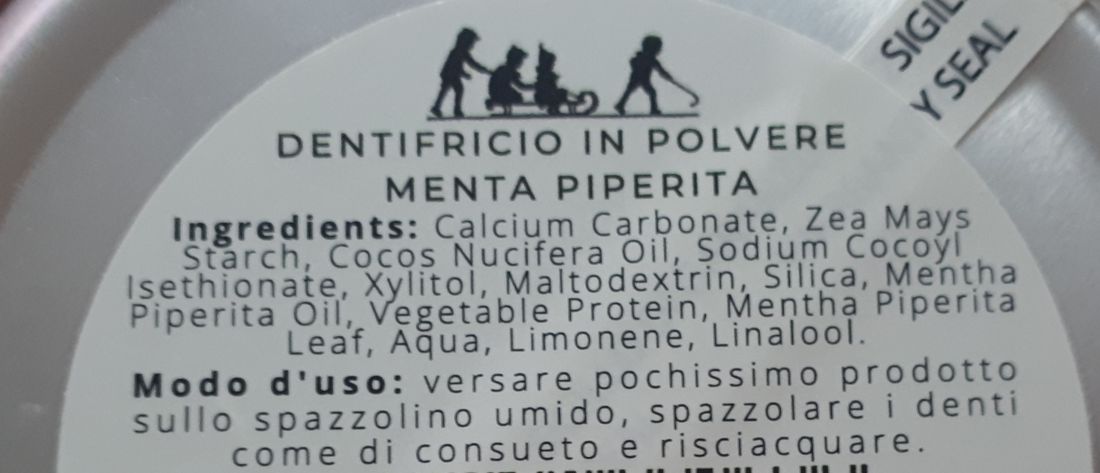 DENTIFRICIO IN POLVERE
MENTA PIPERITA
Ingredients: Calcium Carbonate, Zea Mays
Starch, Cocos Nucifera Oil, Sodium Cocoyl
Isethionate, Xylitol, Maltodextrin, Silica, Mentha
Piperita Oil, Vegetable Protein, Mentha Piperita
Leaf, Aqua, Limonene, Linalool.
Modo d'uso: versare pochissimo prodotto
sullo spazzolino umido, spazzolare i denti
come di consueto e risciacquare.
Y SEAL